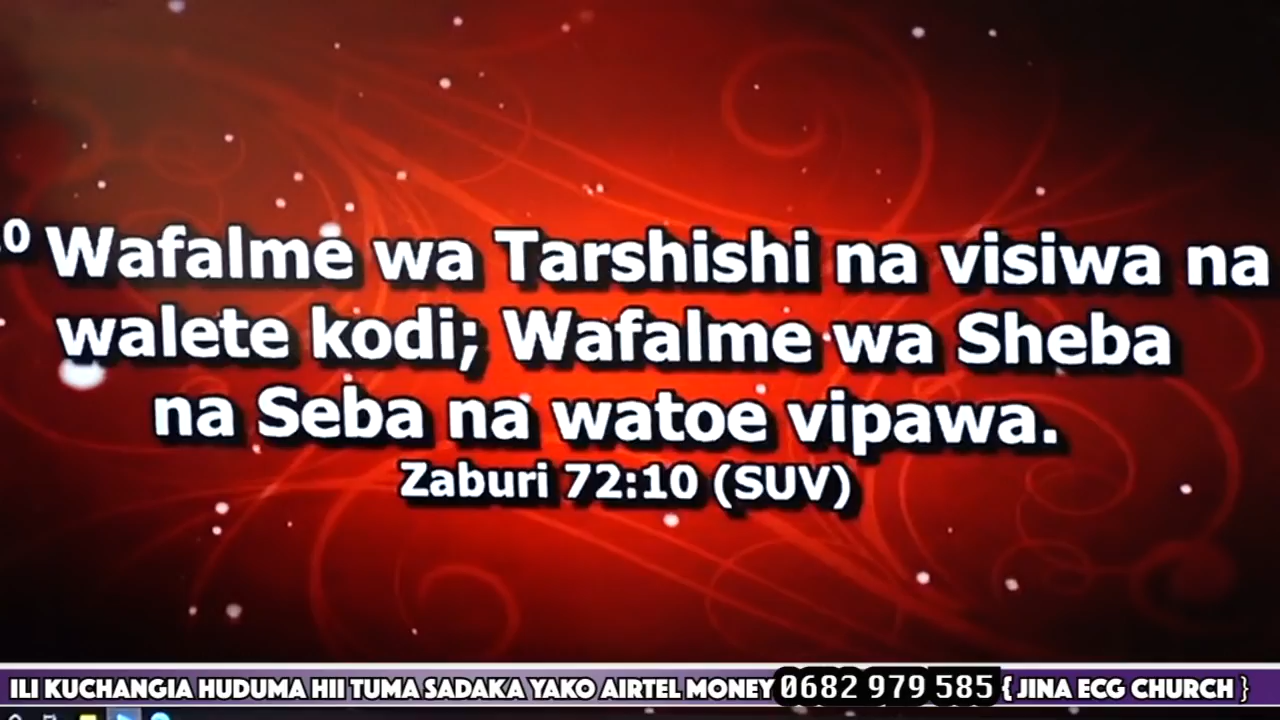 0 Wafalme wa Tarshishi na visiwa na
walete kodi; Wafalme wa Sheba
na Seba na watoe vipawa.
Zaburi 72:10 (SUV)
ILI KUCHANGIA HUDUMA HII TUMA SADAKA YAKO AIRTEL MONEY 0682 979 585 { JINA ECG CHURCH }